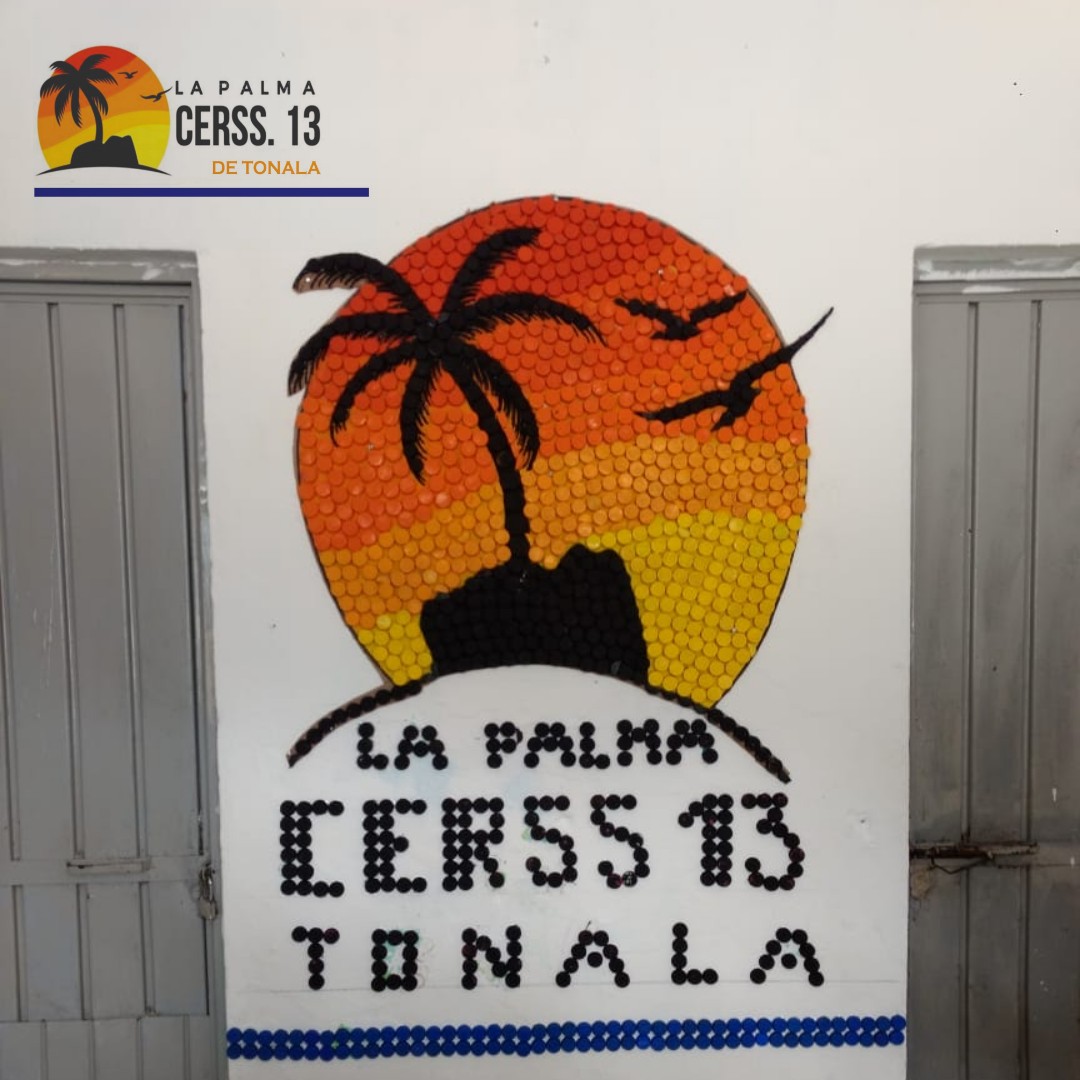 LA PALMA
CERSS. 13
DE TONALA
LA PALMA
CERSS 13
TONALA